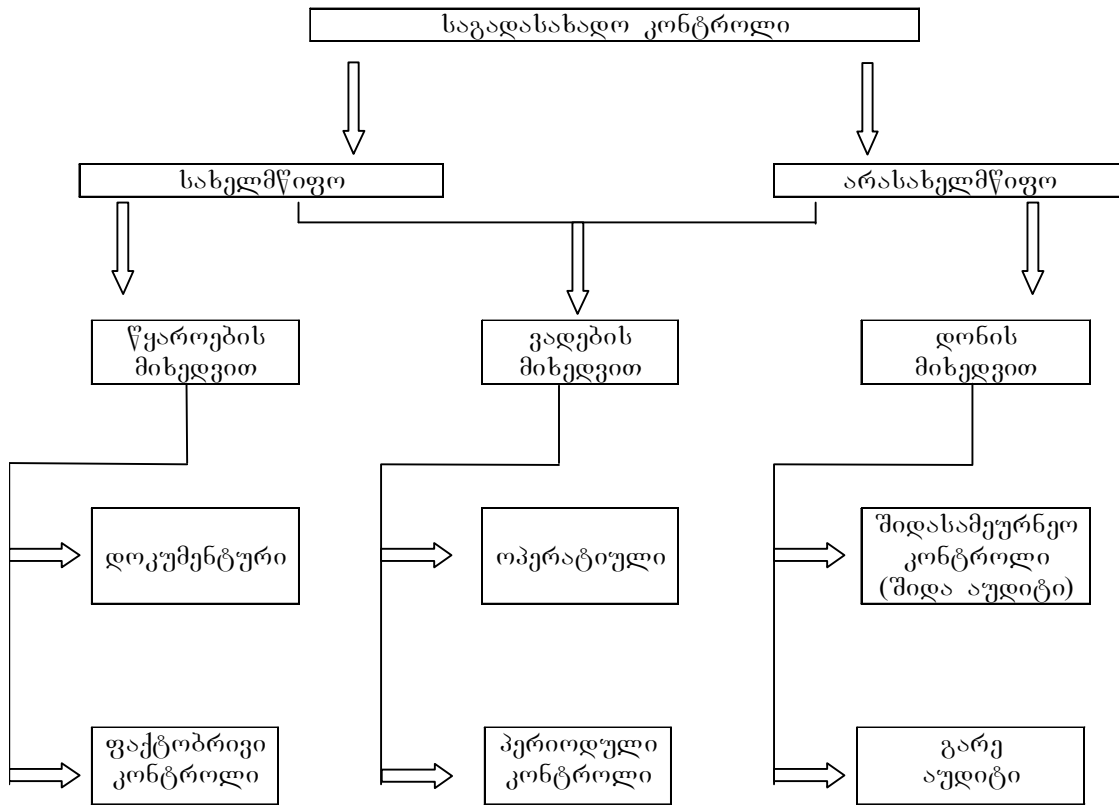 საგადასახადო კონტროლი
სახელმწიფო
არასახელმწიფო
წყაროების
მიხედვით
ვადების
მიხედვით
დონის
მიხედვით
დოკუმენტური
ოპერატიული
შიდასამეურნეო
კონტროლი
(შიდა აუდიტი)
ფაქტობრივი
კონტროლი
პერიოდული
კონტროლი
გარე
აუდიტი